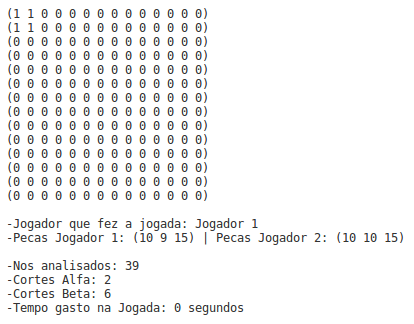 (1 1 0 0 0 0 0 0 0 0 0 0 0 0)
(1 1 0 0 0 0 0 0 0 0 0 0 0 0)
(0 0 0 0 0 0 0 0 0 0 0 0 0 0)
(0 0 0 0 0 0 0 0 0 0 0 0 0 0)
(0 0 0 0 0 0 0 0 0 0 0 0 0 0)
(0 0 0 0 0 0 0 0 0 0 0 0 0 0)
(0 0 0 0 0 0 0 0 0 0 0 0 0 0)
(0 0 0 0 0 0 0 0 0 0 0 0 0 0)
(0 0 0 0 0 0 0 0 0 0 0 0 0 0)
(0 0 0 0 0 0 0 0 0 0 0 0 0 0)
(0 0 0 0 0 0 0 0 0 0 0 0 0 0)
(0 0 0 0 0 0 0 0 0 0 0 0 0 0)
(0 0 0 0 0 0 0 0 0 0 0 0 0 0)
(0 0 0 0 0 0 0 0 0 0 0 0 0 0)
-Jogador que fez a jogada: Jogador 1
-Pecas Jogador 1: (10 9 15) | Pecas Jogador 2: (10 10 15)
-Nos analisados: 39
-Cortes Alfa: 2
-Cortes Beta: 6
-Tempo gasto na Jogada: 0 segundos